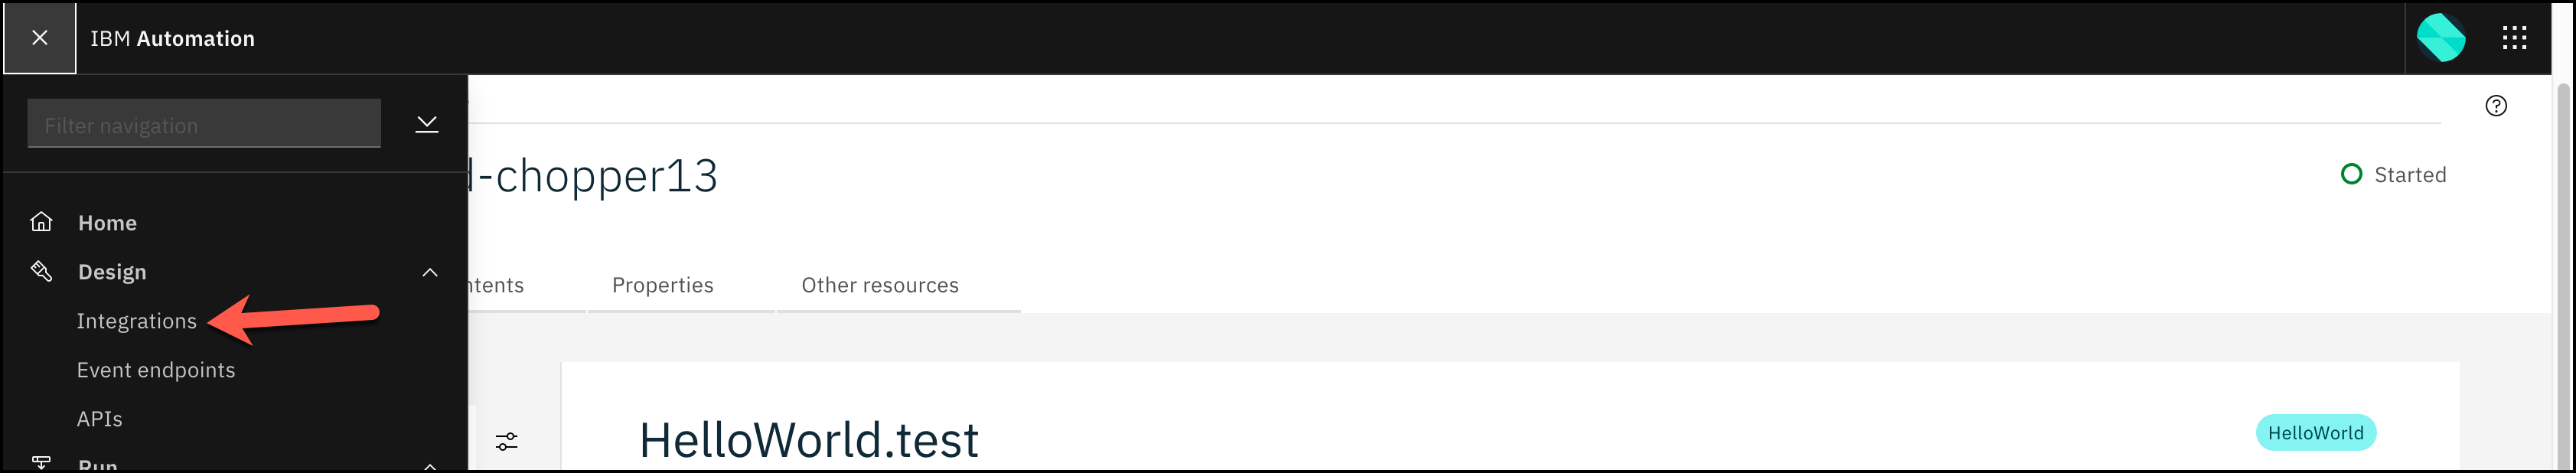 IBM Automation
Filter navigation
-chopper13
Started
Home
Design
ntents
Properties
Other resources
Integrations
Event endpoints
APIs
HelloWorld.test
HelloWorld
Run